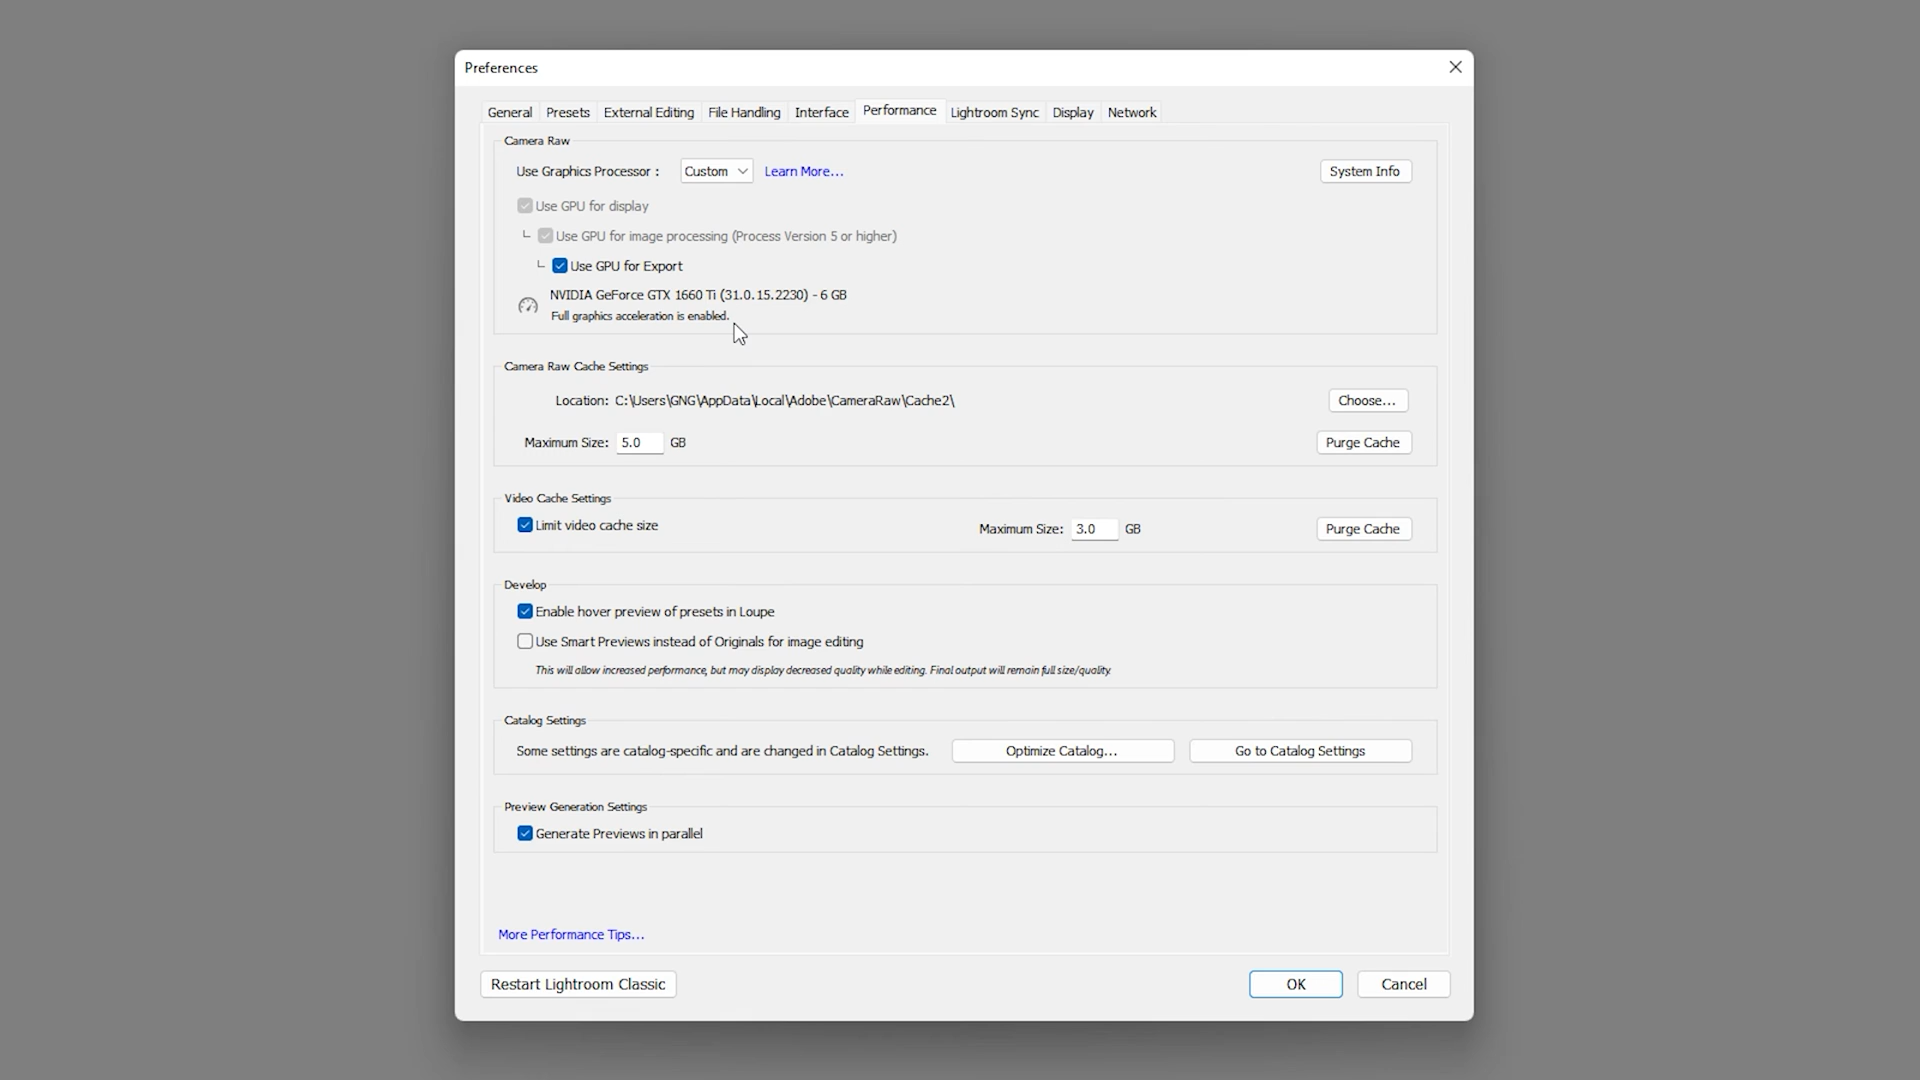 Preferences
General Presets External Editing File Handling Interface Performance Lightroom Sync Display Network
Camera Raw
Use Graphics Processor : Custom Learn More... System Info
Use GPU for display
Use GPU for image processing (Process Version 5 or higher)
Use GPU for Export
NVIDIA GeForce GTX 1660 Ti (31.0.15.2230) - 6 GB
Full graphics acceleration is enabled.
Camera Raw Cache Settings
Location: C:\Users\GNG\AppData\Local\Adobe\CameraRaw\Cache2\ Choose...
Maximum Size: 5.0 GB Purge Cache
Video Cache Settings
Limit video cache size Maximum Size: 3.0 GB Purge Cache
Develop
Enable hover preview of presets in Loupe
Use Smart Previews instead of Originals for image editing
This will allow increased performance, but may display decreased quality while editing. Final output will remain full size/quality.
Catalog Settings
Some settings are catalog-specific and are changed in Catalog Settings. Optimize Catalog... Go to Catalog Settings
Preview Generation Settings
Generate Previews in parallel
More Performance Tips...
Restart Lightroom Classic OK Cancel